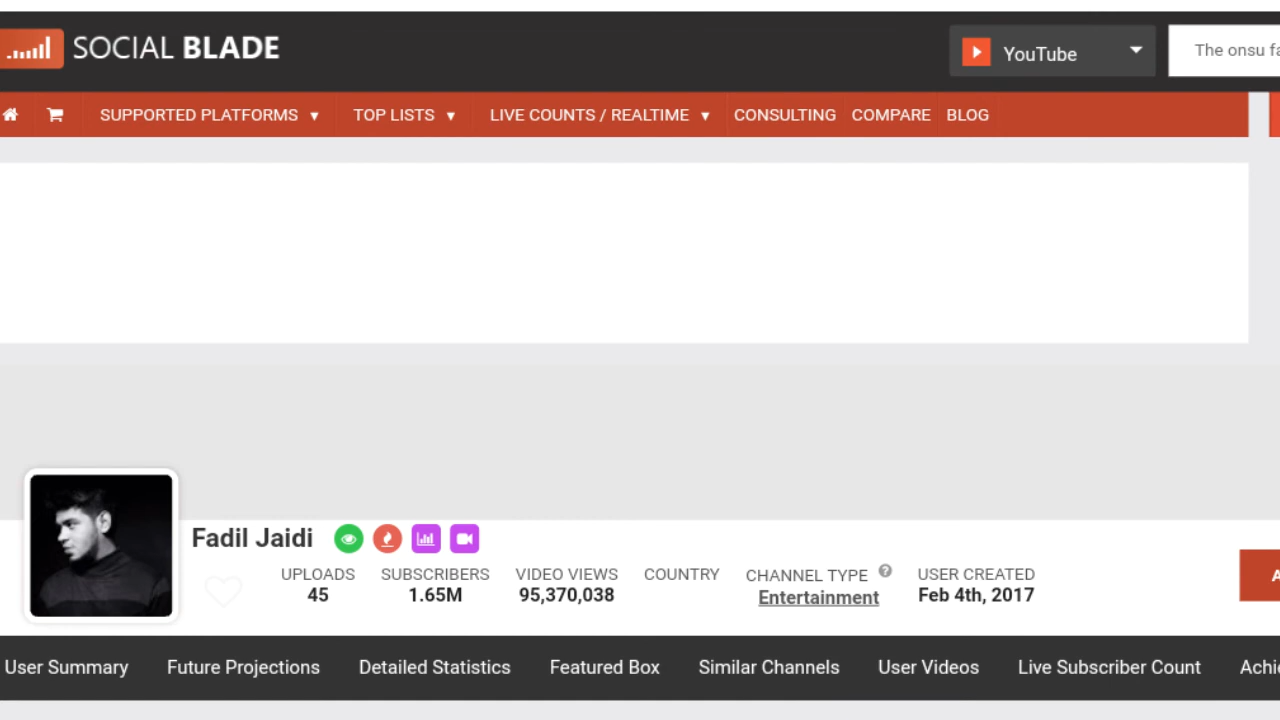 SOCIAL BLADE
YouTube
The onsu fa
SUPPORTED PLATFORMS ▼ TOP LISTS ▼ LIVE COUNTS / REALTIME ▼ CONSULTING COMPARE BLOG
Fadil Jaidi
UPLOADS SUBSCRIBERS VIDEO VIEWS COUNTRY CHANNEL TYPE ? USER CREATED
45 1.65M 95,370,038 Entertainment Feb 4th, 2017
User Summary Future Projections Detailed Statistics Featured Box Similar Channels User Videos Live Subscriber Count Achi